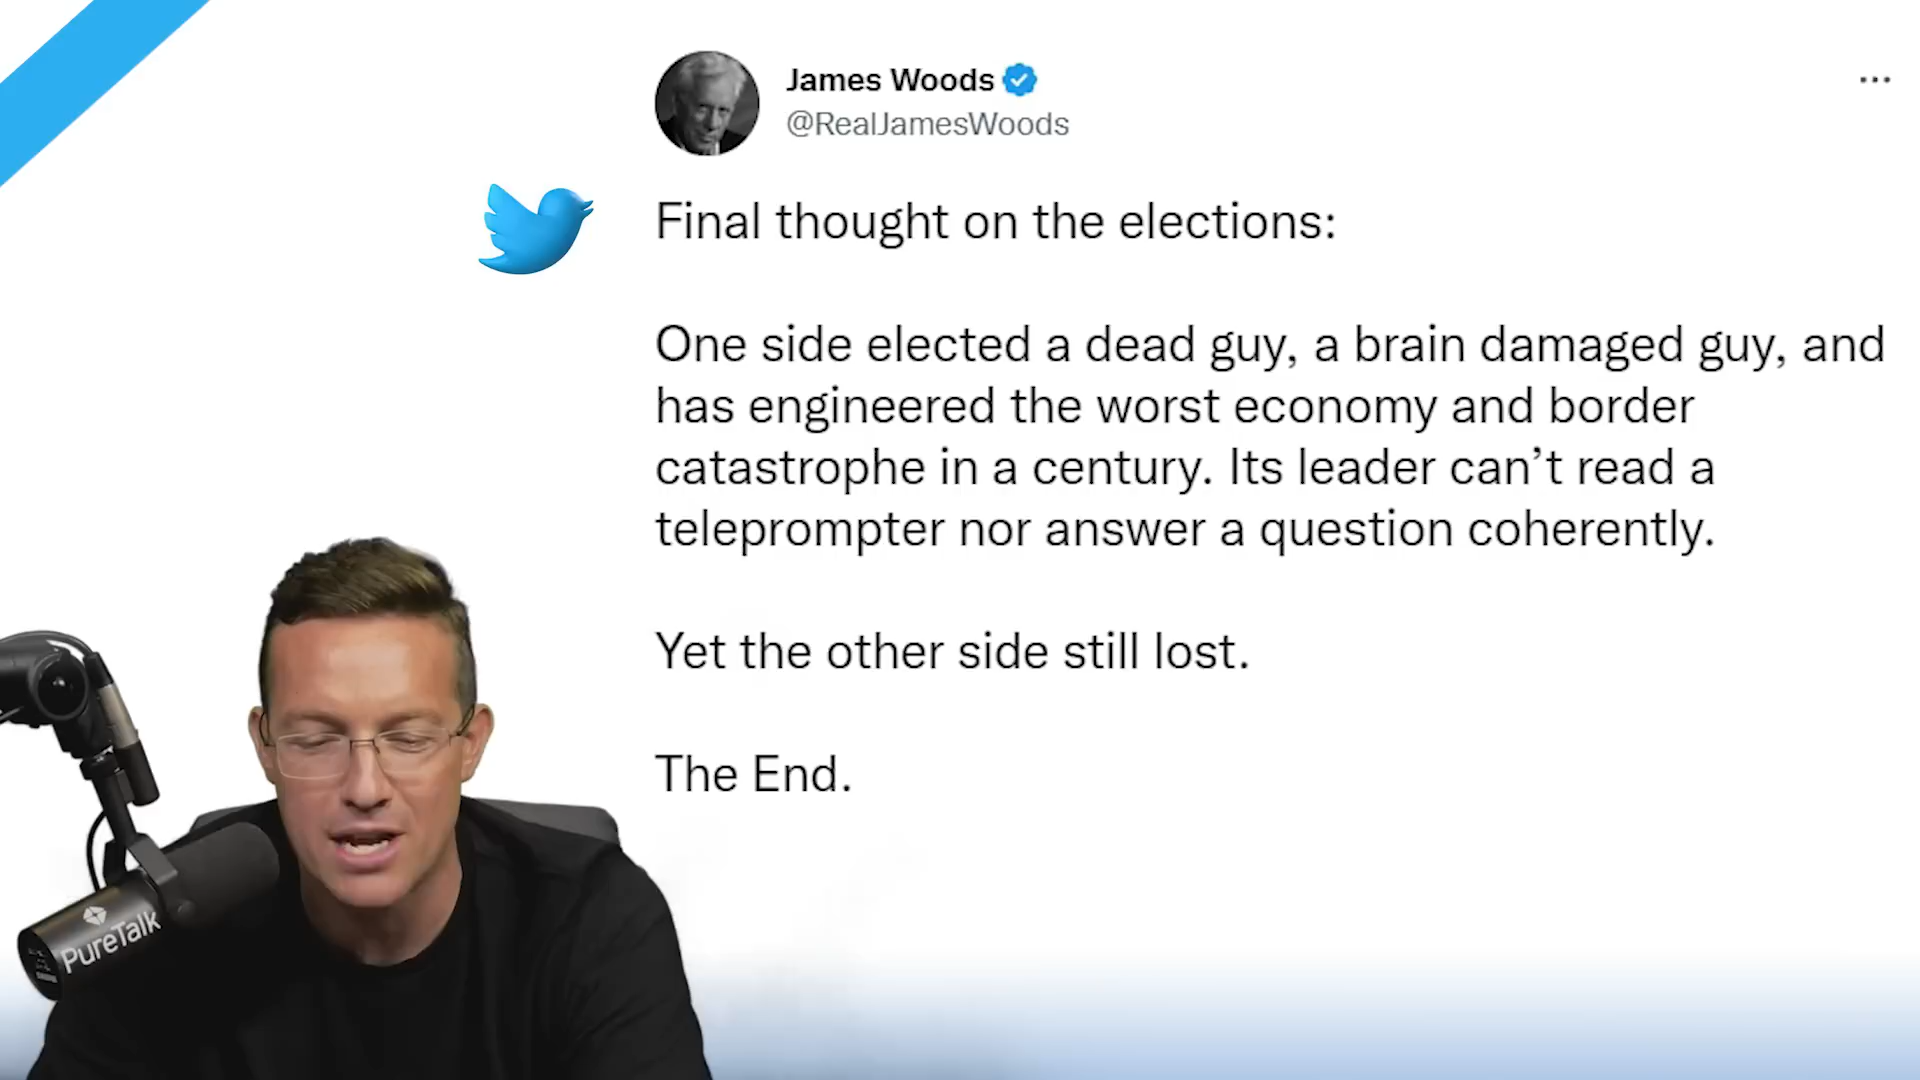 James Woods
@RealJamesWoods
Final thought on the elections:
One side elected a dead guy, a brain damaged guy, and
has engineered the worst economy and border
catastrophe in a century. Its leader can’t read a
teleprompter nor answer a question coherently.
Yet the other side still lost.
The End.
PureTalk